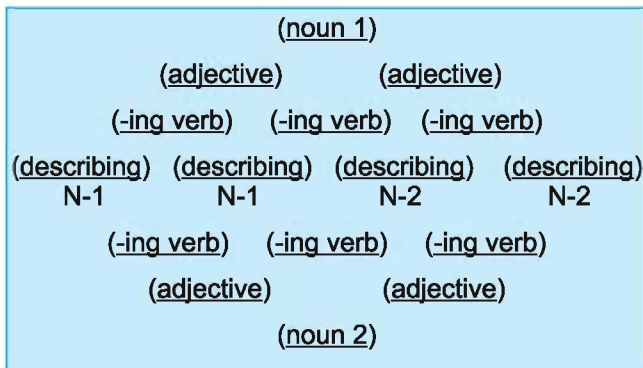 (noun 1)
(adjective) (adjective)
(-ing verb) (-ing verb) (-ing verb)
(describing) (describing) (describing) (describing)
N-1 N-1 N-2 N-2
(-ing verb) (-ing verb) (-ing verb)
(adjective) (adjective)
(noun 2)